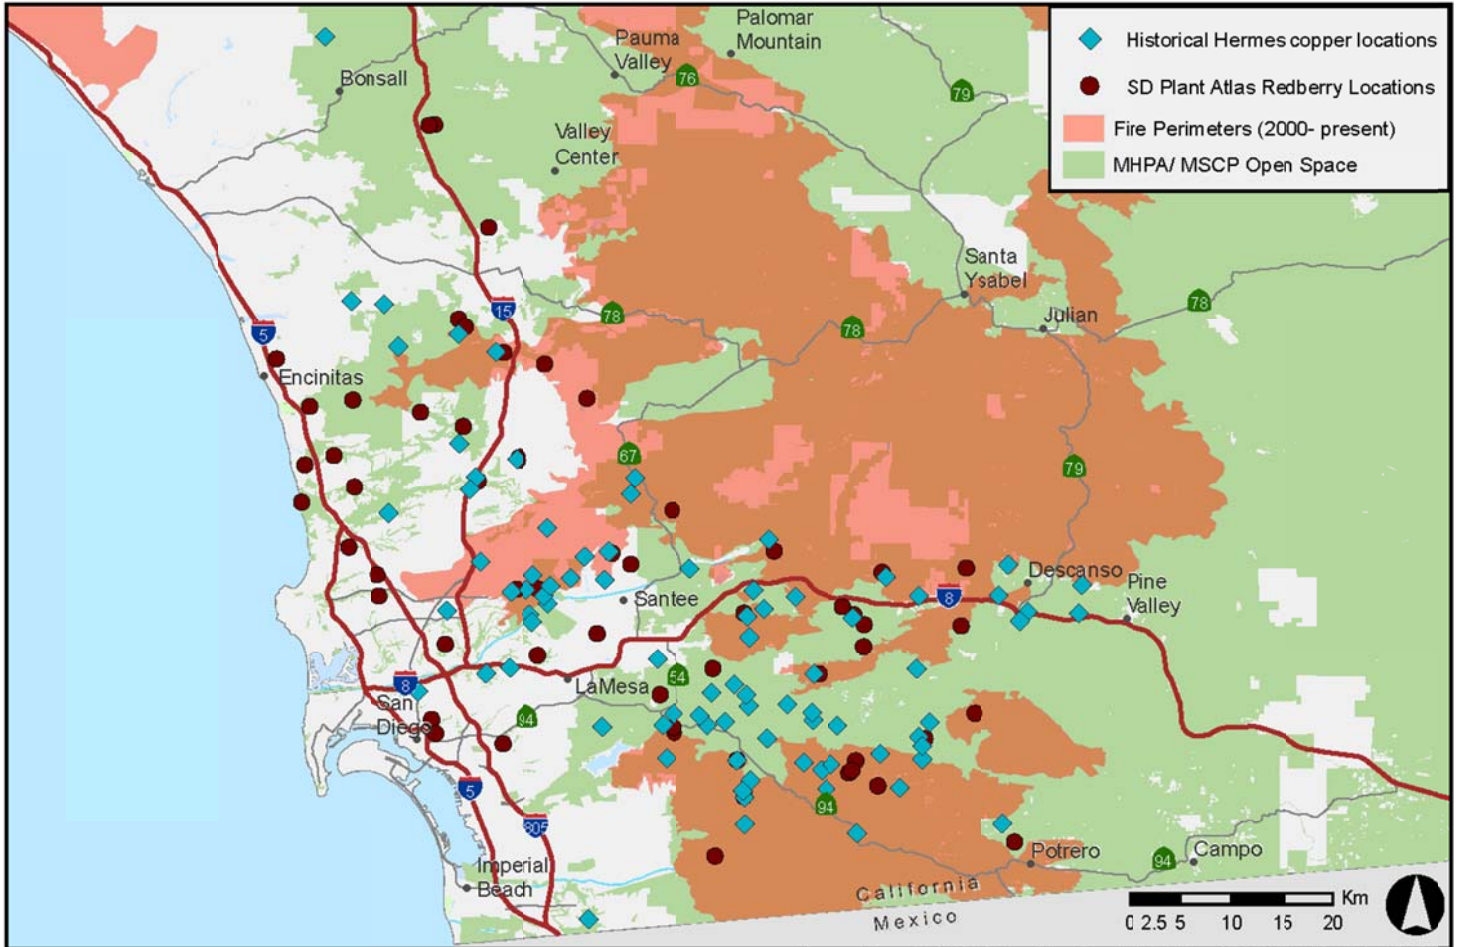 Historical Hermes copper locations
SD Plant Atlas Redberry Locations
Fire Perimeters (2000- present)
MHPA/ MSCP Open Space
Palomar
Mountain
Pauma
Valley
76
79
Bonsall
Valley
Center
Santa
Ysabel
15
78
78
78
Julian
5
Encinitas
67
79
Descanso
8
Pine
Valley
Santee
LaMesa
54
8
San
Diego
94
5
805
94
Imperial
Beach
Potrero
94
Campo
California
Mexico
Km
0 2.5 5 10 15 20